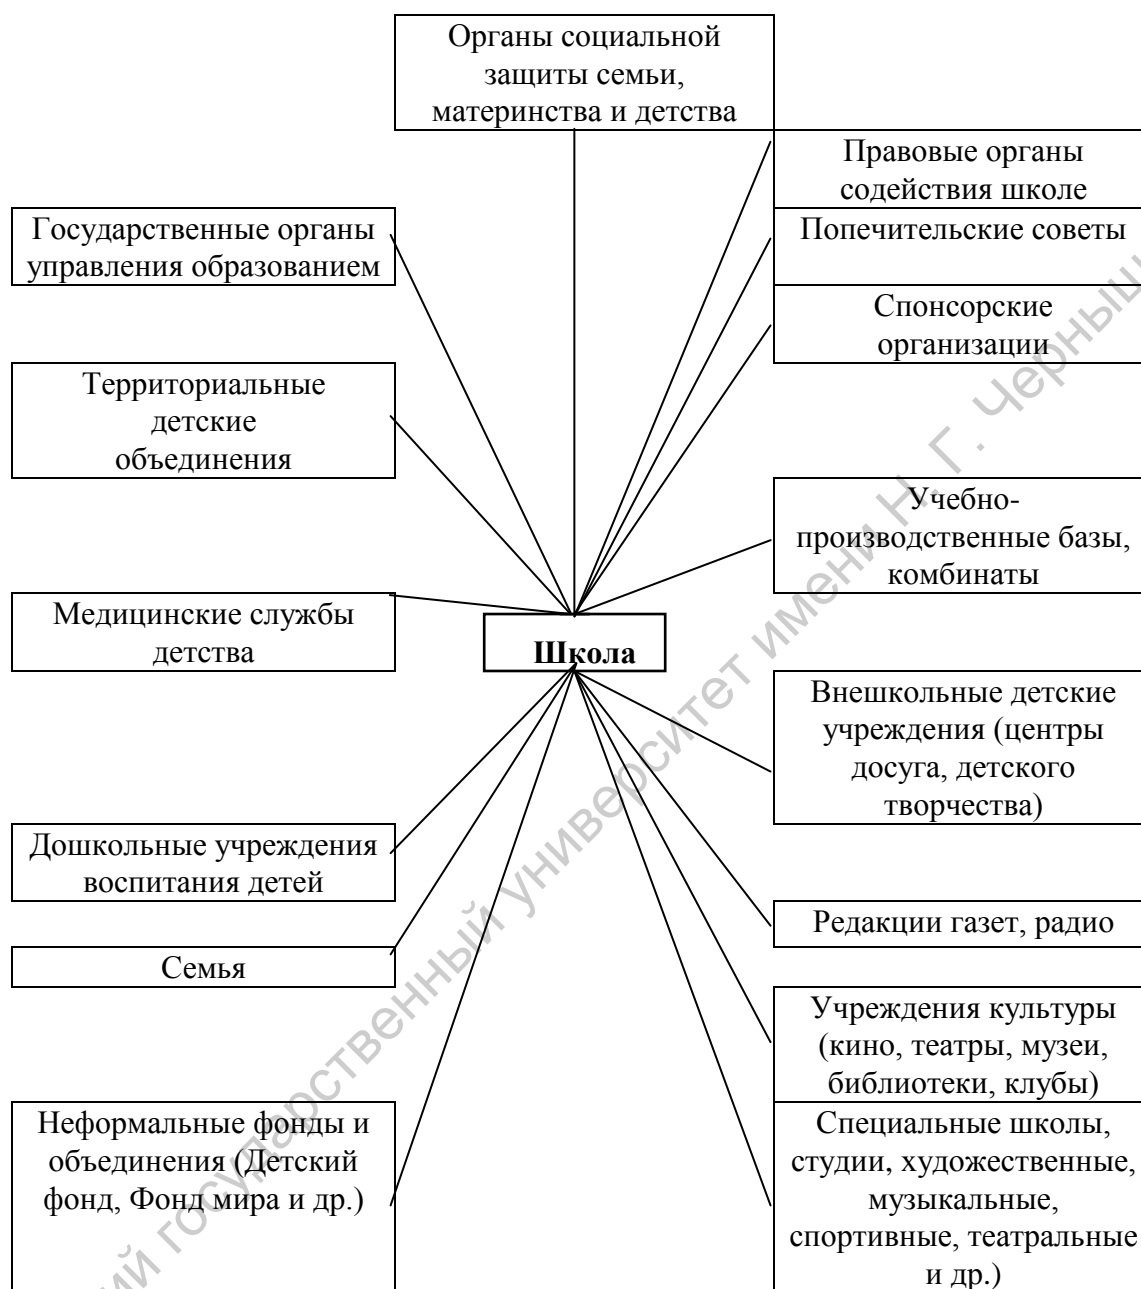 Органы социальной
защиты семьи,
материнства и детства
Правовые органы
содействия школе
Государственные органы
управления образованием
Попечительские советы
Спонсорские
организации
Территориальные
детские
объединения
Учебно-
производственные базы,
комбинаты
Медицинские службы
детства
Школа
Внешкольные детские
учреждения (центры
досуга, детского
творчества)
Дошкольные учреждения
воспитания детей
Редакции газет, радио
Семья
Учреждения культуры
(кино, театры, музеи,
библиотеки, клубы)
Неформальные фонды и
объединения (Детский
фонд, Фонд мира и др.)
Специальные школы,
студии, художественные,
музыкальные,
спортивные, театральные
и др.)
государственный университет имени Н. Г.